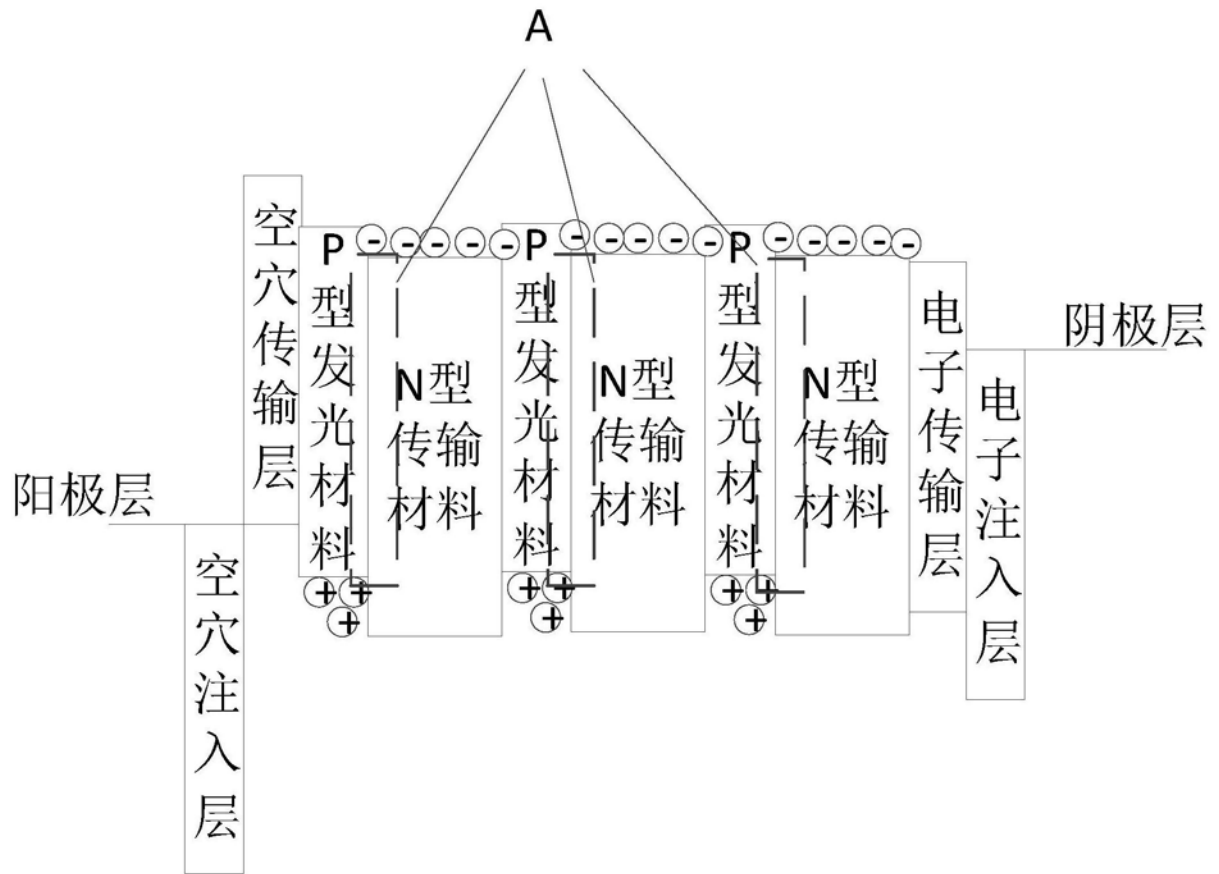 A
空穴传输层
P型发光材料
N型
传输
材料
P型发光材料
N型
传输
材料
P型发光材料
N型
传输
材料
电子传输层
阴极层
电子注入层
阳极层
空穴注入层